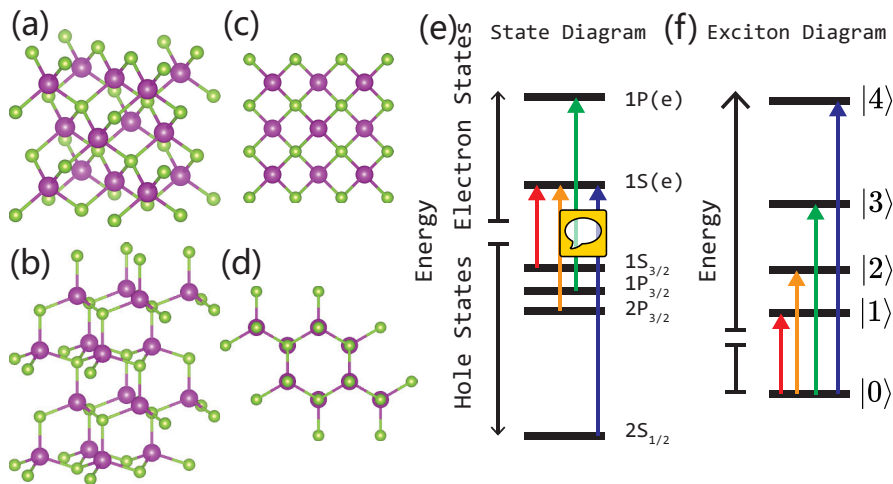 (a)
(c)
(b)
(d)
(e)
State Diagram
Energy
Electron States
Hole States
1P(e)
1S(e)
1S3/2
1P3/2
2P3/2
2S1/2
(f)
Exciton Diagram
Energy
|4⟩
|3⟩
|2⟩
|1⟩
|0⟩